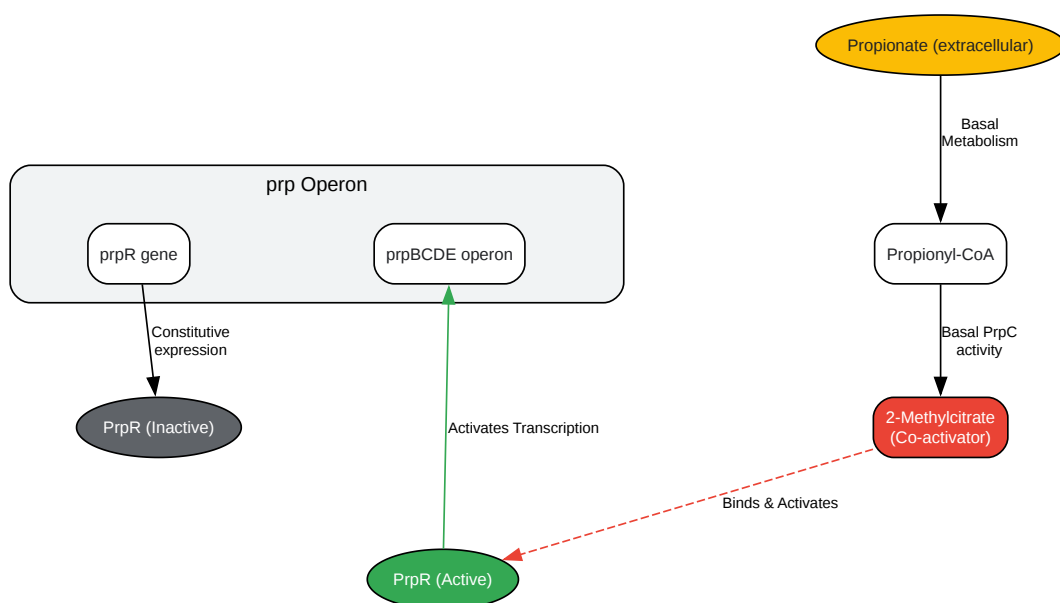 Propionate (extracellular)
Basal
Metabolism
prp Operon
prpR gene
prpBCDE operon
Propionyl-CoA
Constitutive
expression
Basal PrpC
activity
PrpR (Inactive)
Activates Transcription
2-Methylcitrate
(Co-activator)
Binds & Activates
PrpR (Active)